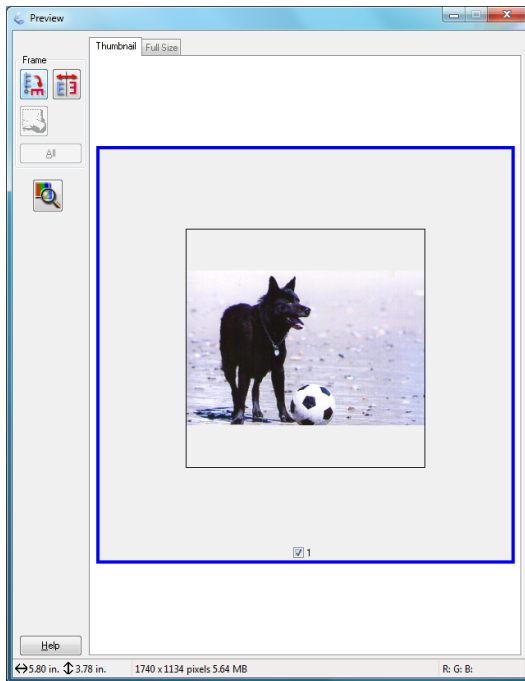 Preview
Thumbnail Full Size
Frame
All
1
Help
5.80 in. 3.78 in. 1740 x 1134 pixels 5.64 MB R: G: B: